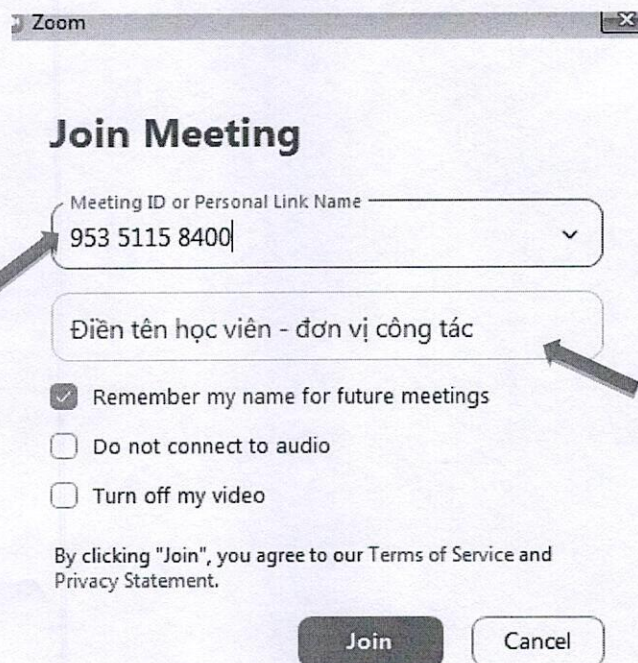 Zoom
Join Meeting
Meeting ID or Personal Link Name
953 5115 8400
Điền tên học viên - đơn vị công tác
Remember my name for future meetings
Do not connect to audio
Turn off my video
By clicking "Join", you agree to our Terms of Service and
Privacy Statement.
Join Cancel